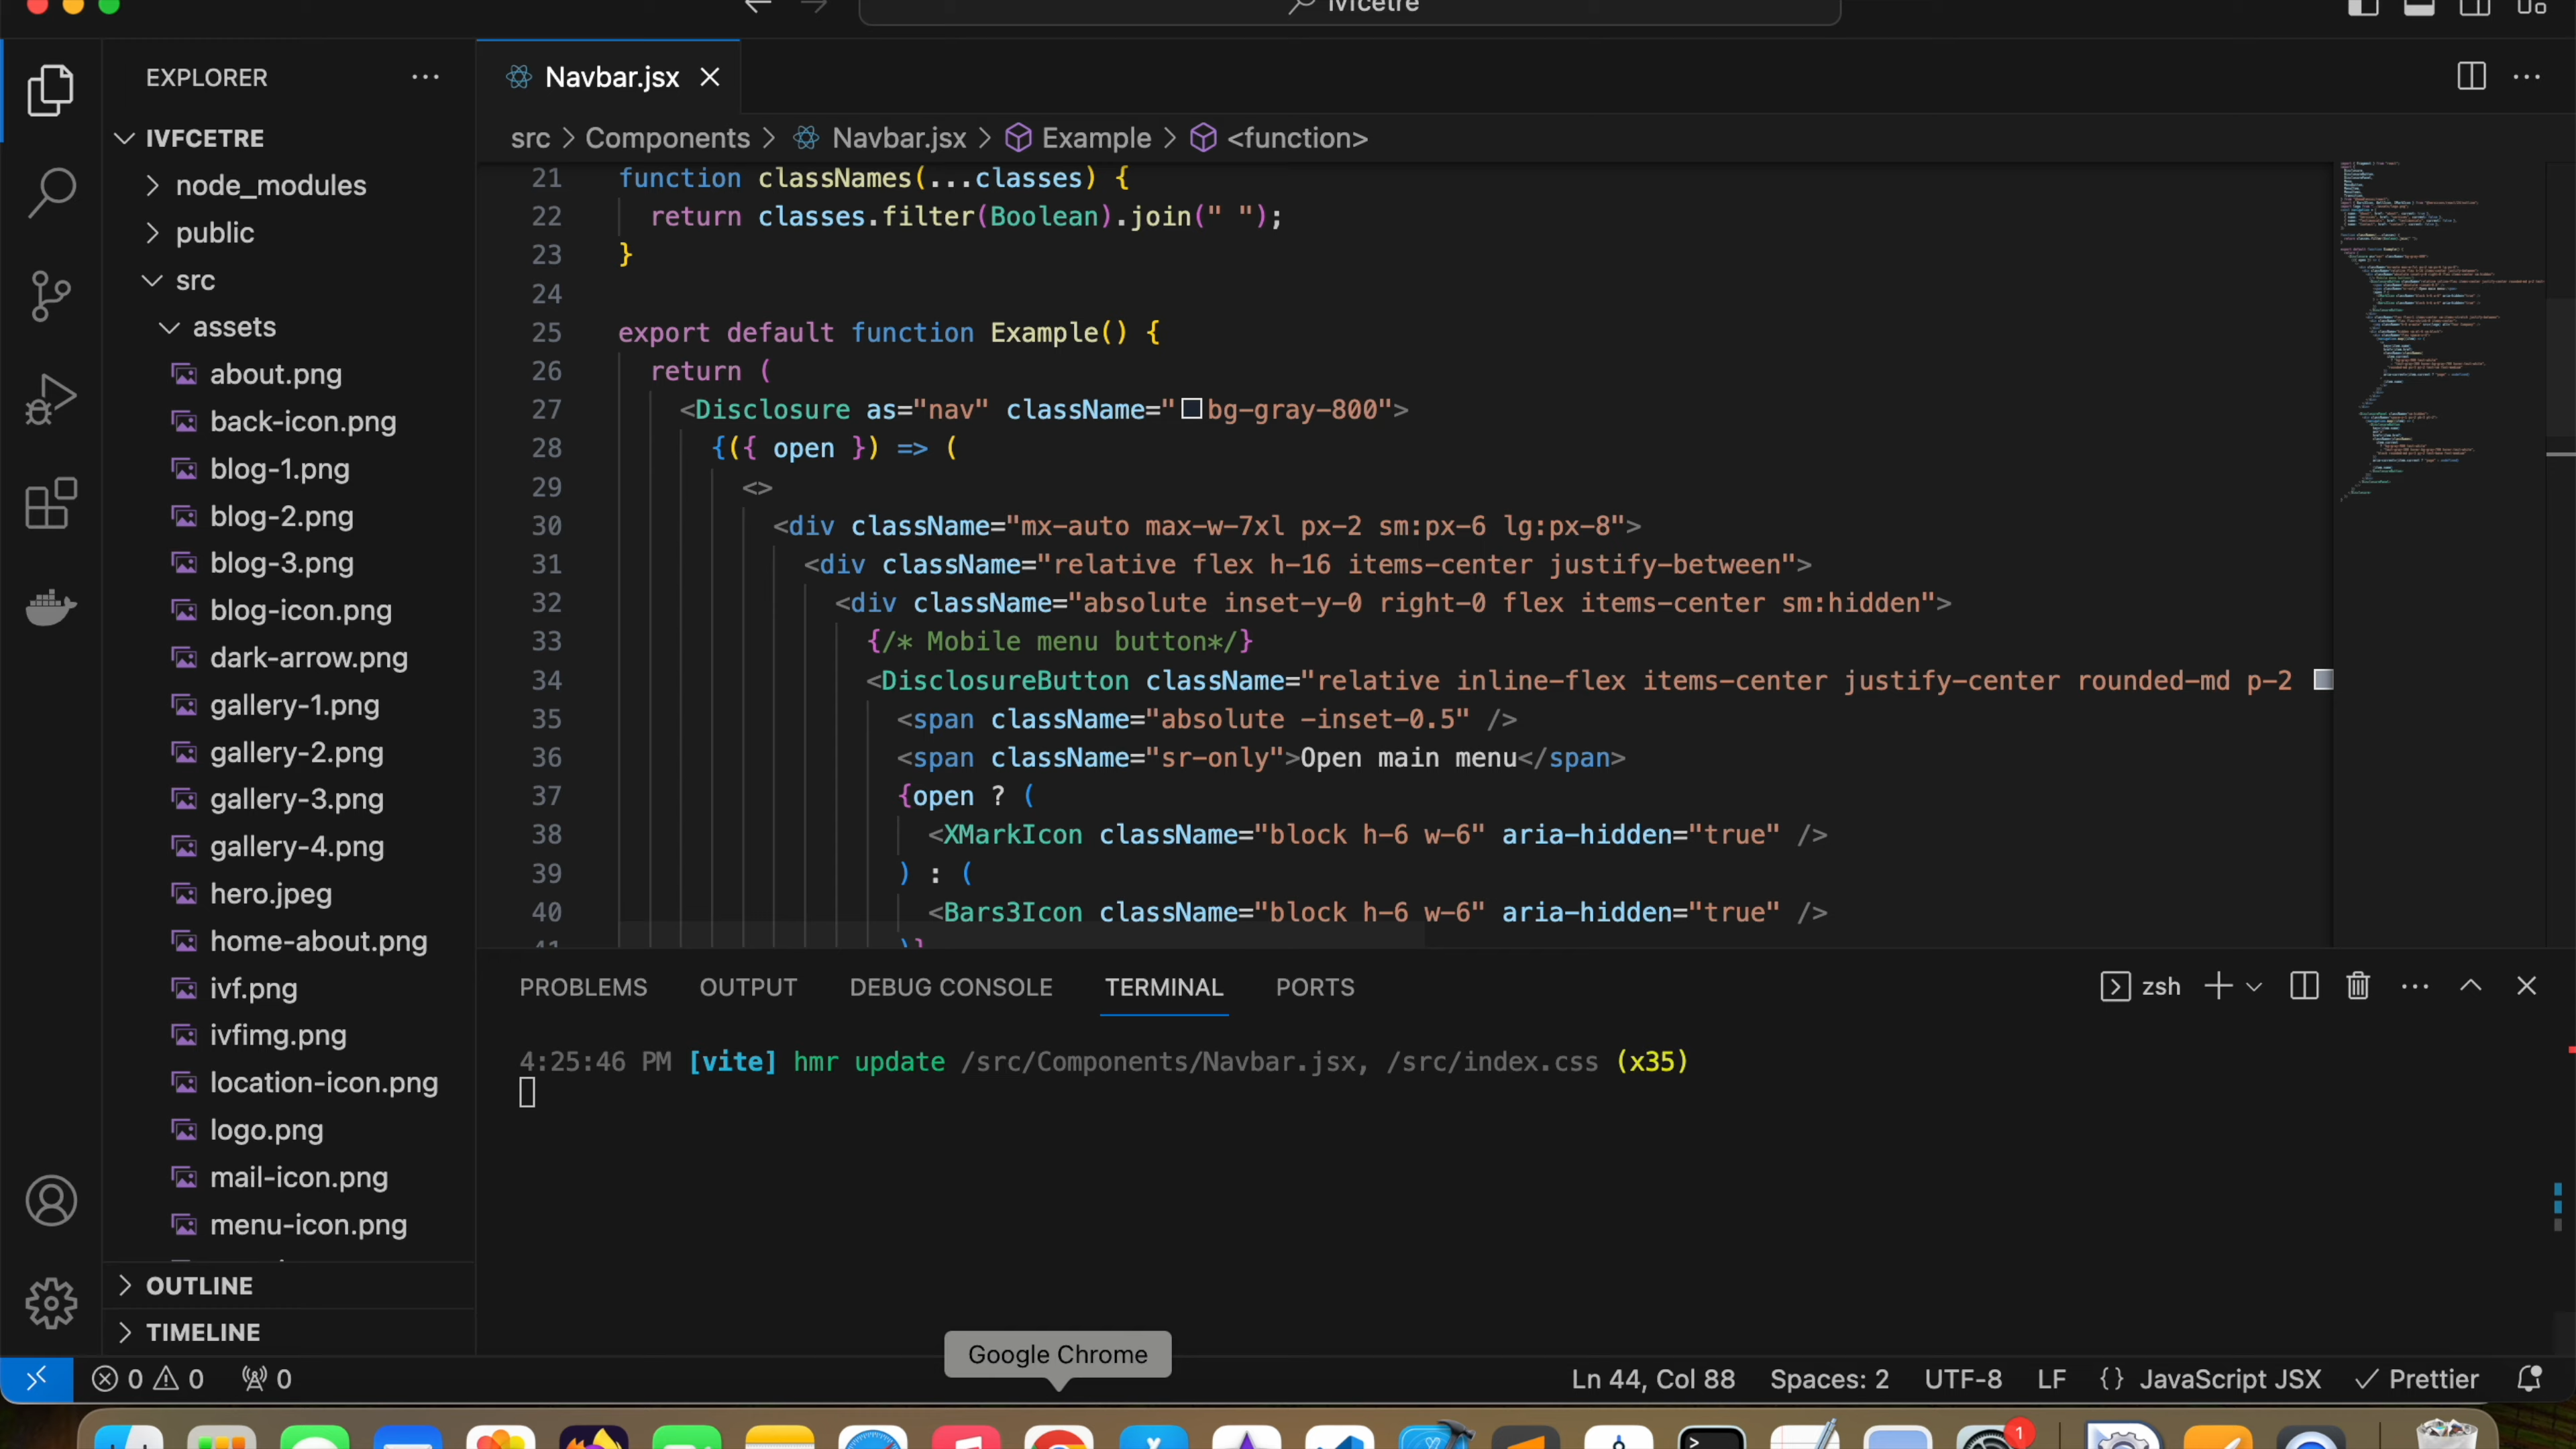 ivfcetre
EXPLORER
IVFCETRE
node_modules
public
src
assets
about.png
back-icon.png
blog-1.png
blog-2.png
blog-3.png
blog-icon.png
dark-arrow.png
gallery-1.png
gallery-2.png
gallery-3.png
gallery-4.png
hero.jpeg
home-about.png
ivf.png
ivfimg.png
location-icon.png
logo.png
mail-icon.png
menu-icon.png
OUTLINE
TIMELINE
Navbar.jsx
src > Components > Navbar.jsx > Example > <function>
21 function classNames(...classes) {
22 return classes.filter(Boolean).join(" ");
23 }
24
25 export default function Example() {
26 return (
27 <Disclosure as="nav" className="bg-gray-800">
28 {({ open }) => (
29 <>
30 <div className="mx-auto max-w-7xl px-2 sm:px-6 lg:px-8">
31 <div className="relative flex h-16 items-center justify-between">
32 <div className="absolute inset-y-0 right-0 flex items-center sm:hidden">
33 {/* Mobile menu button*/}
34 <DisclosureButton className="relative inline-flex items-center justify-center rounded-md p-2
35 <span className="absolute -inset-0.5" />
36 <span className="sr-only">Open main menu</span>
37 {open ? (
38 <XMarkIcon className="block h-6 w-6" aria-hidden="true" />
39 ) : (
40 <Bars3Icon className="block h-6 w-6" aria-hidden="true" />
41 )}
PROBLEMS OUTPUT DEBUG CONSOLE TERMINAL PORTS zsh
4:25:46 PM [vite] hmr update /src/Components/Navbar.jsx, /src/index.css (x35)
Google Chrome
0 0 0 Ln 44, Col 88 Spaces: 2 UTF-8 LF {} JavaScript JSX Prettier
1